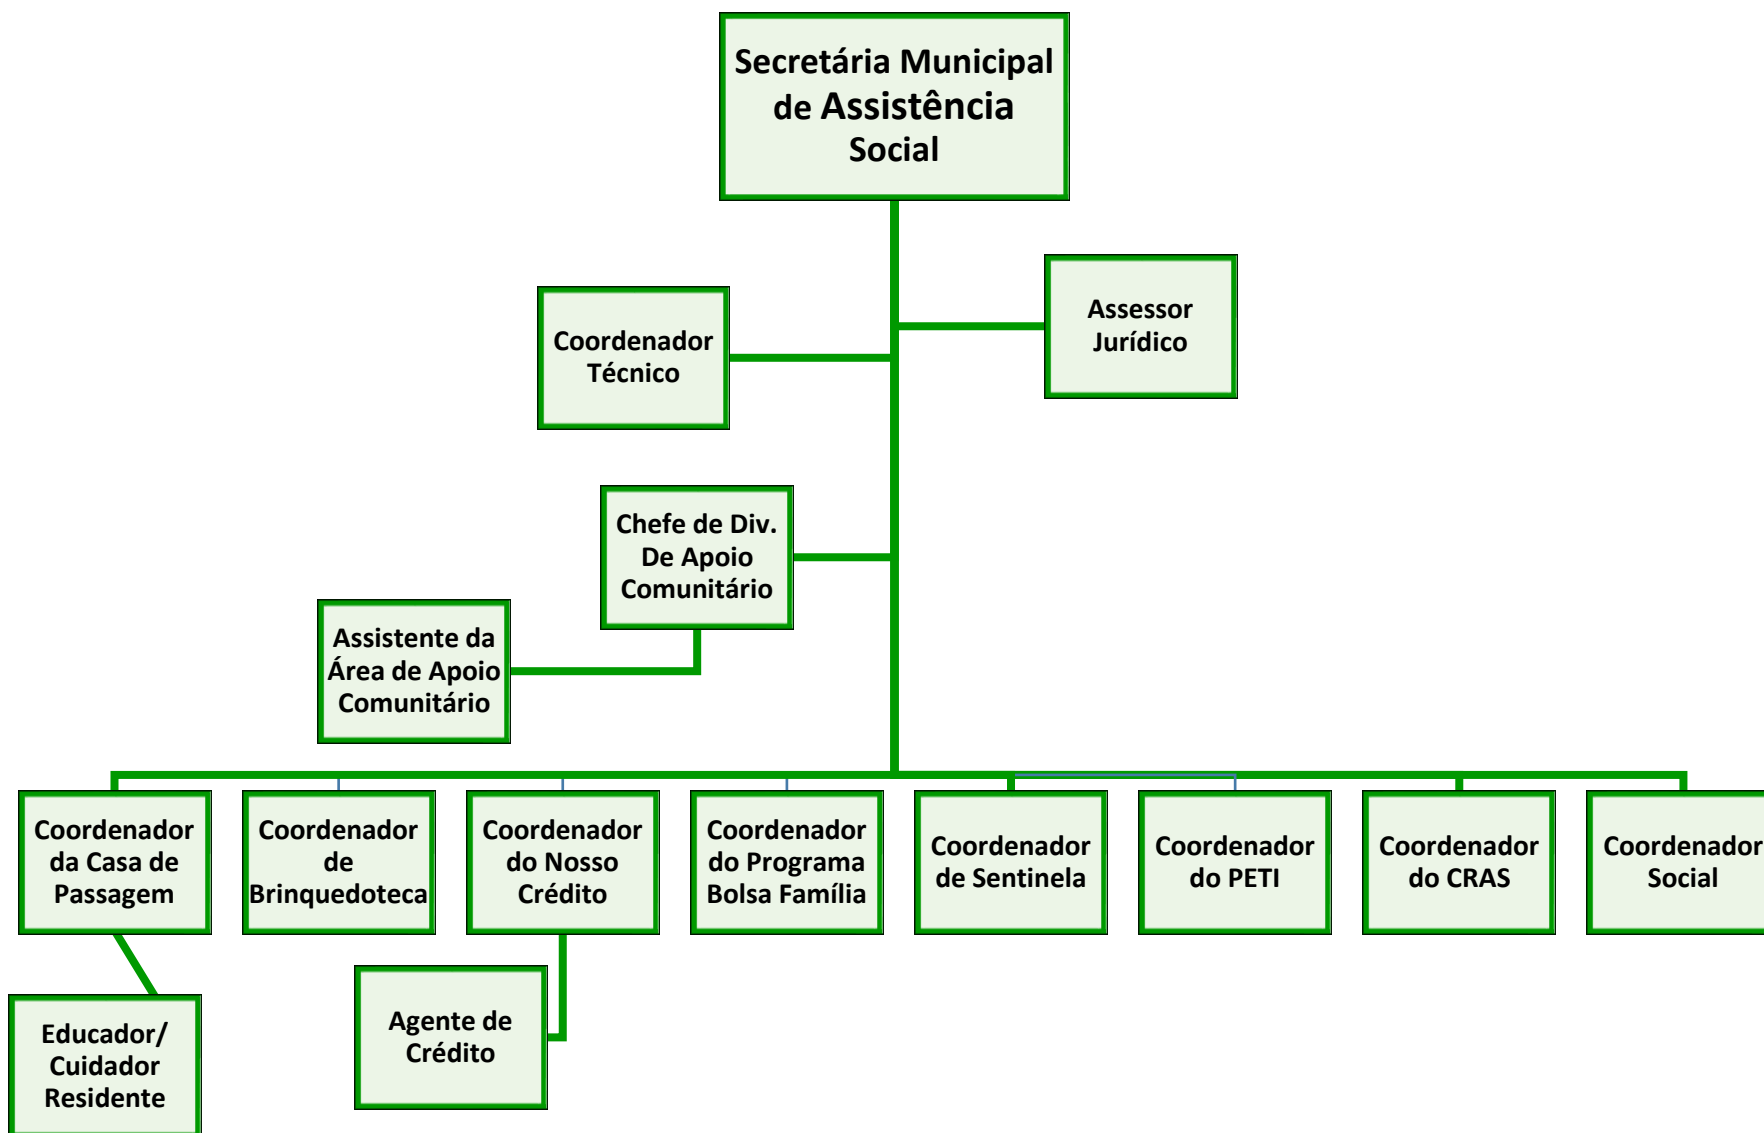 Secretária Municipal
de Assistência
Social
Assessor
Jurídico
Coordenador
Técnico
Chefe de Div.
De Apoio
Comunitário
Assistente da
Área de Apoio
Comunitário
Coordenador
da Casa de
Passagem
Coordenador
de
Brinquedoteca
Coordenador
do Nosso
Crédito
Coordenador
do Programa
Bolsa Família
Coordenador
de Sentinela
Coordenador
do PETI
Coordenador
do CRAS
Coordenador
Social
Educador/
Cuidador
Residente
Agente de
Crédito